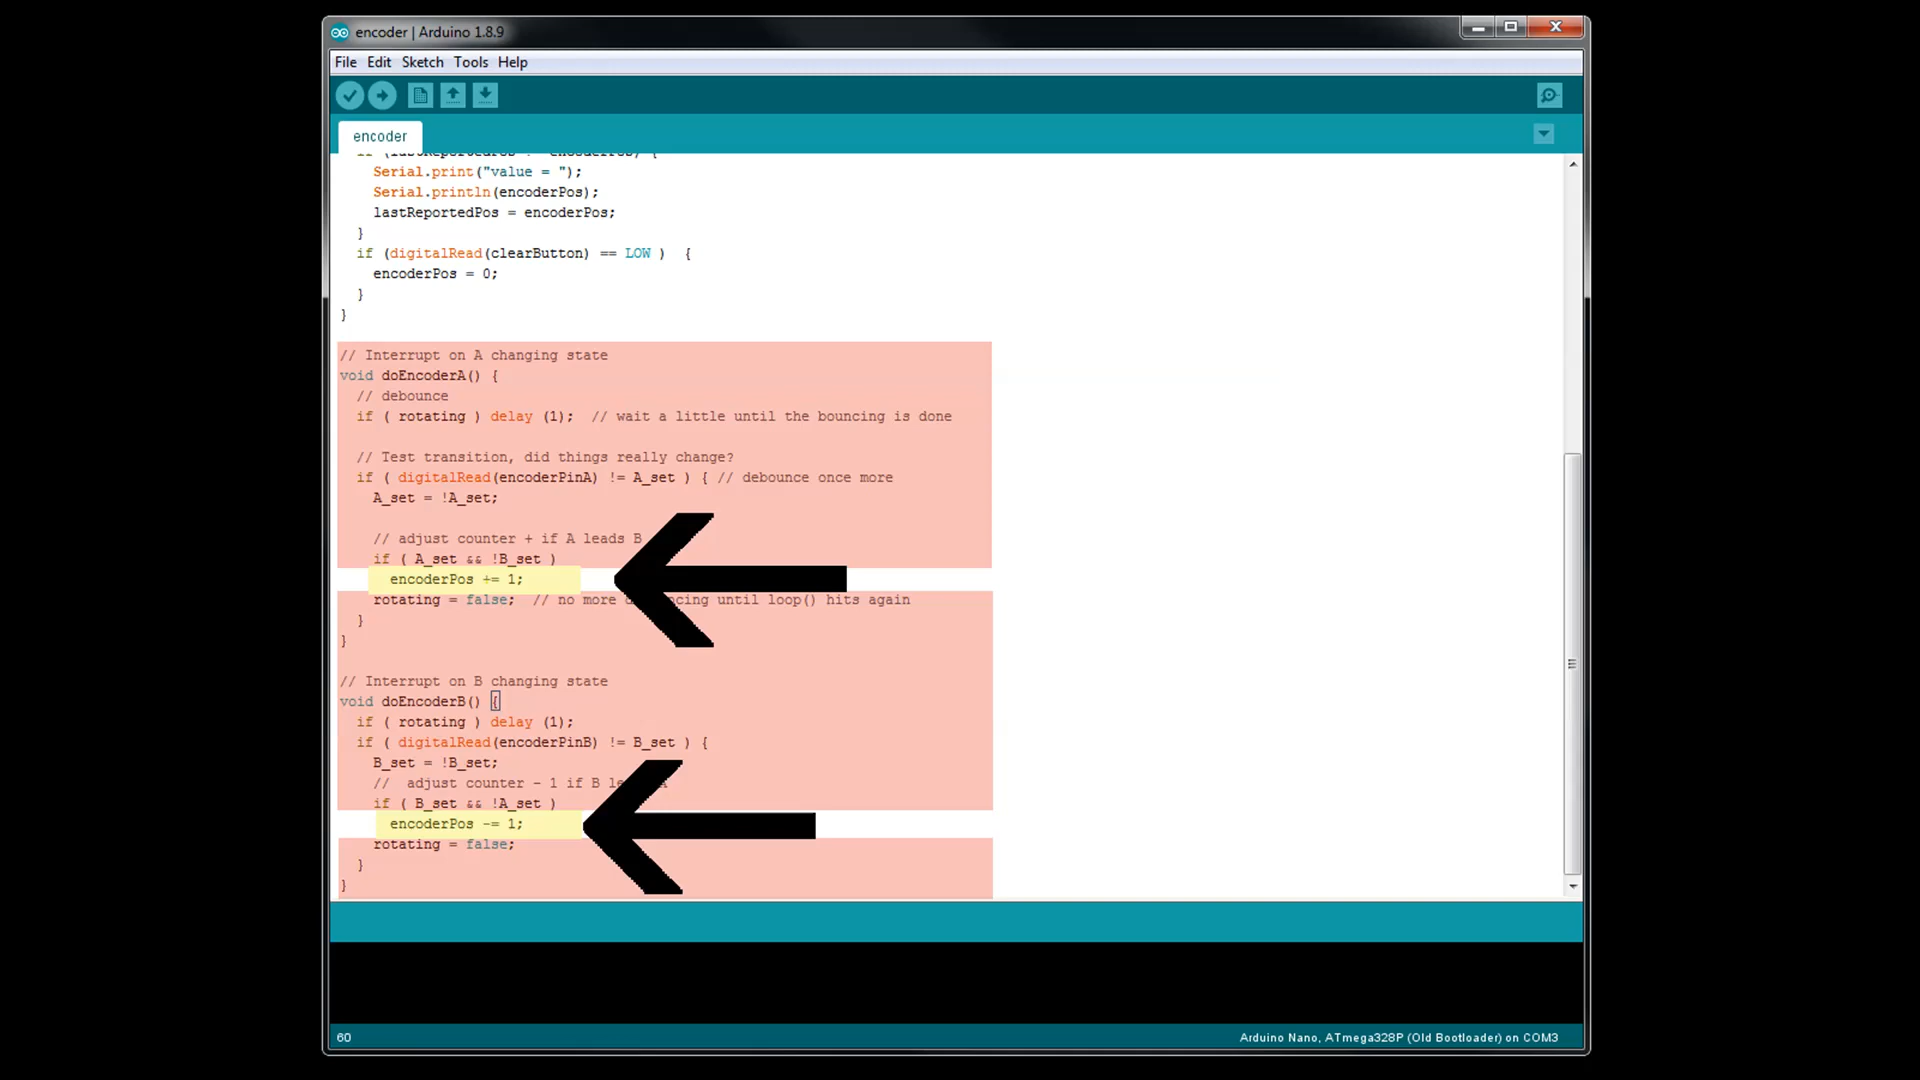 encoder | Arduino 1.8.9
File Edit Sketch Tools Help
encoder
Serial.print("value = ");
Serial.println(encoderPos);
lastReportedPos = encoderPos;
}
if (digitalRead(clearButton) == LOW )  {
encoderPos = 0;
}
}
// Interrupt on A changing state
void doEncoderA() {
// debounce
if ( rotating ) delay (1);  // wait a little until the bouncing is done
// Test transition, did things really change?
if ( digitalRead(encoderPinA) != A_set ) { // debounce once more
A_set = !A_set;
// adjust counter + if A leads B
if ( A_set && !B_set )
encoderPos += 1;
rotating = false;  // no more until loop() hits again
}
}
// Interrupt on B changing state
void doEncoderB() {
if ( rotating ) delay (1);
if ( digitalRead(encoderPinB) != B_set ) {
B_set = !B_set;
//  adjust counter - 1 if B
if ( B_set && !A_set )
encoderPos -= 1;
rotating = false;
}
}
60
Arduino Nano, ATmega328P (Old Bootloader) on COM3